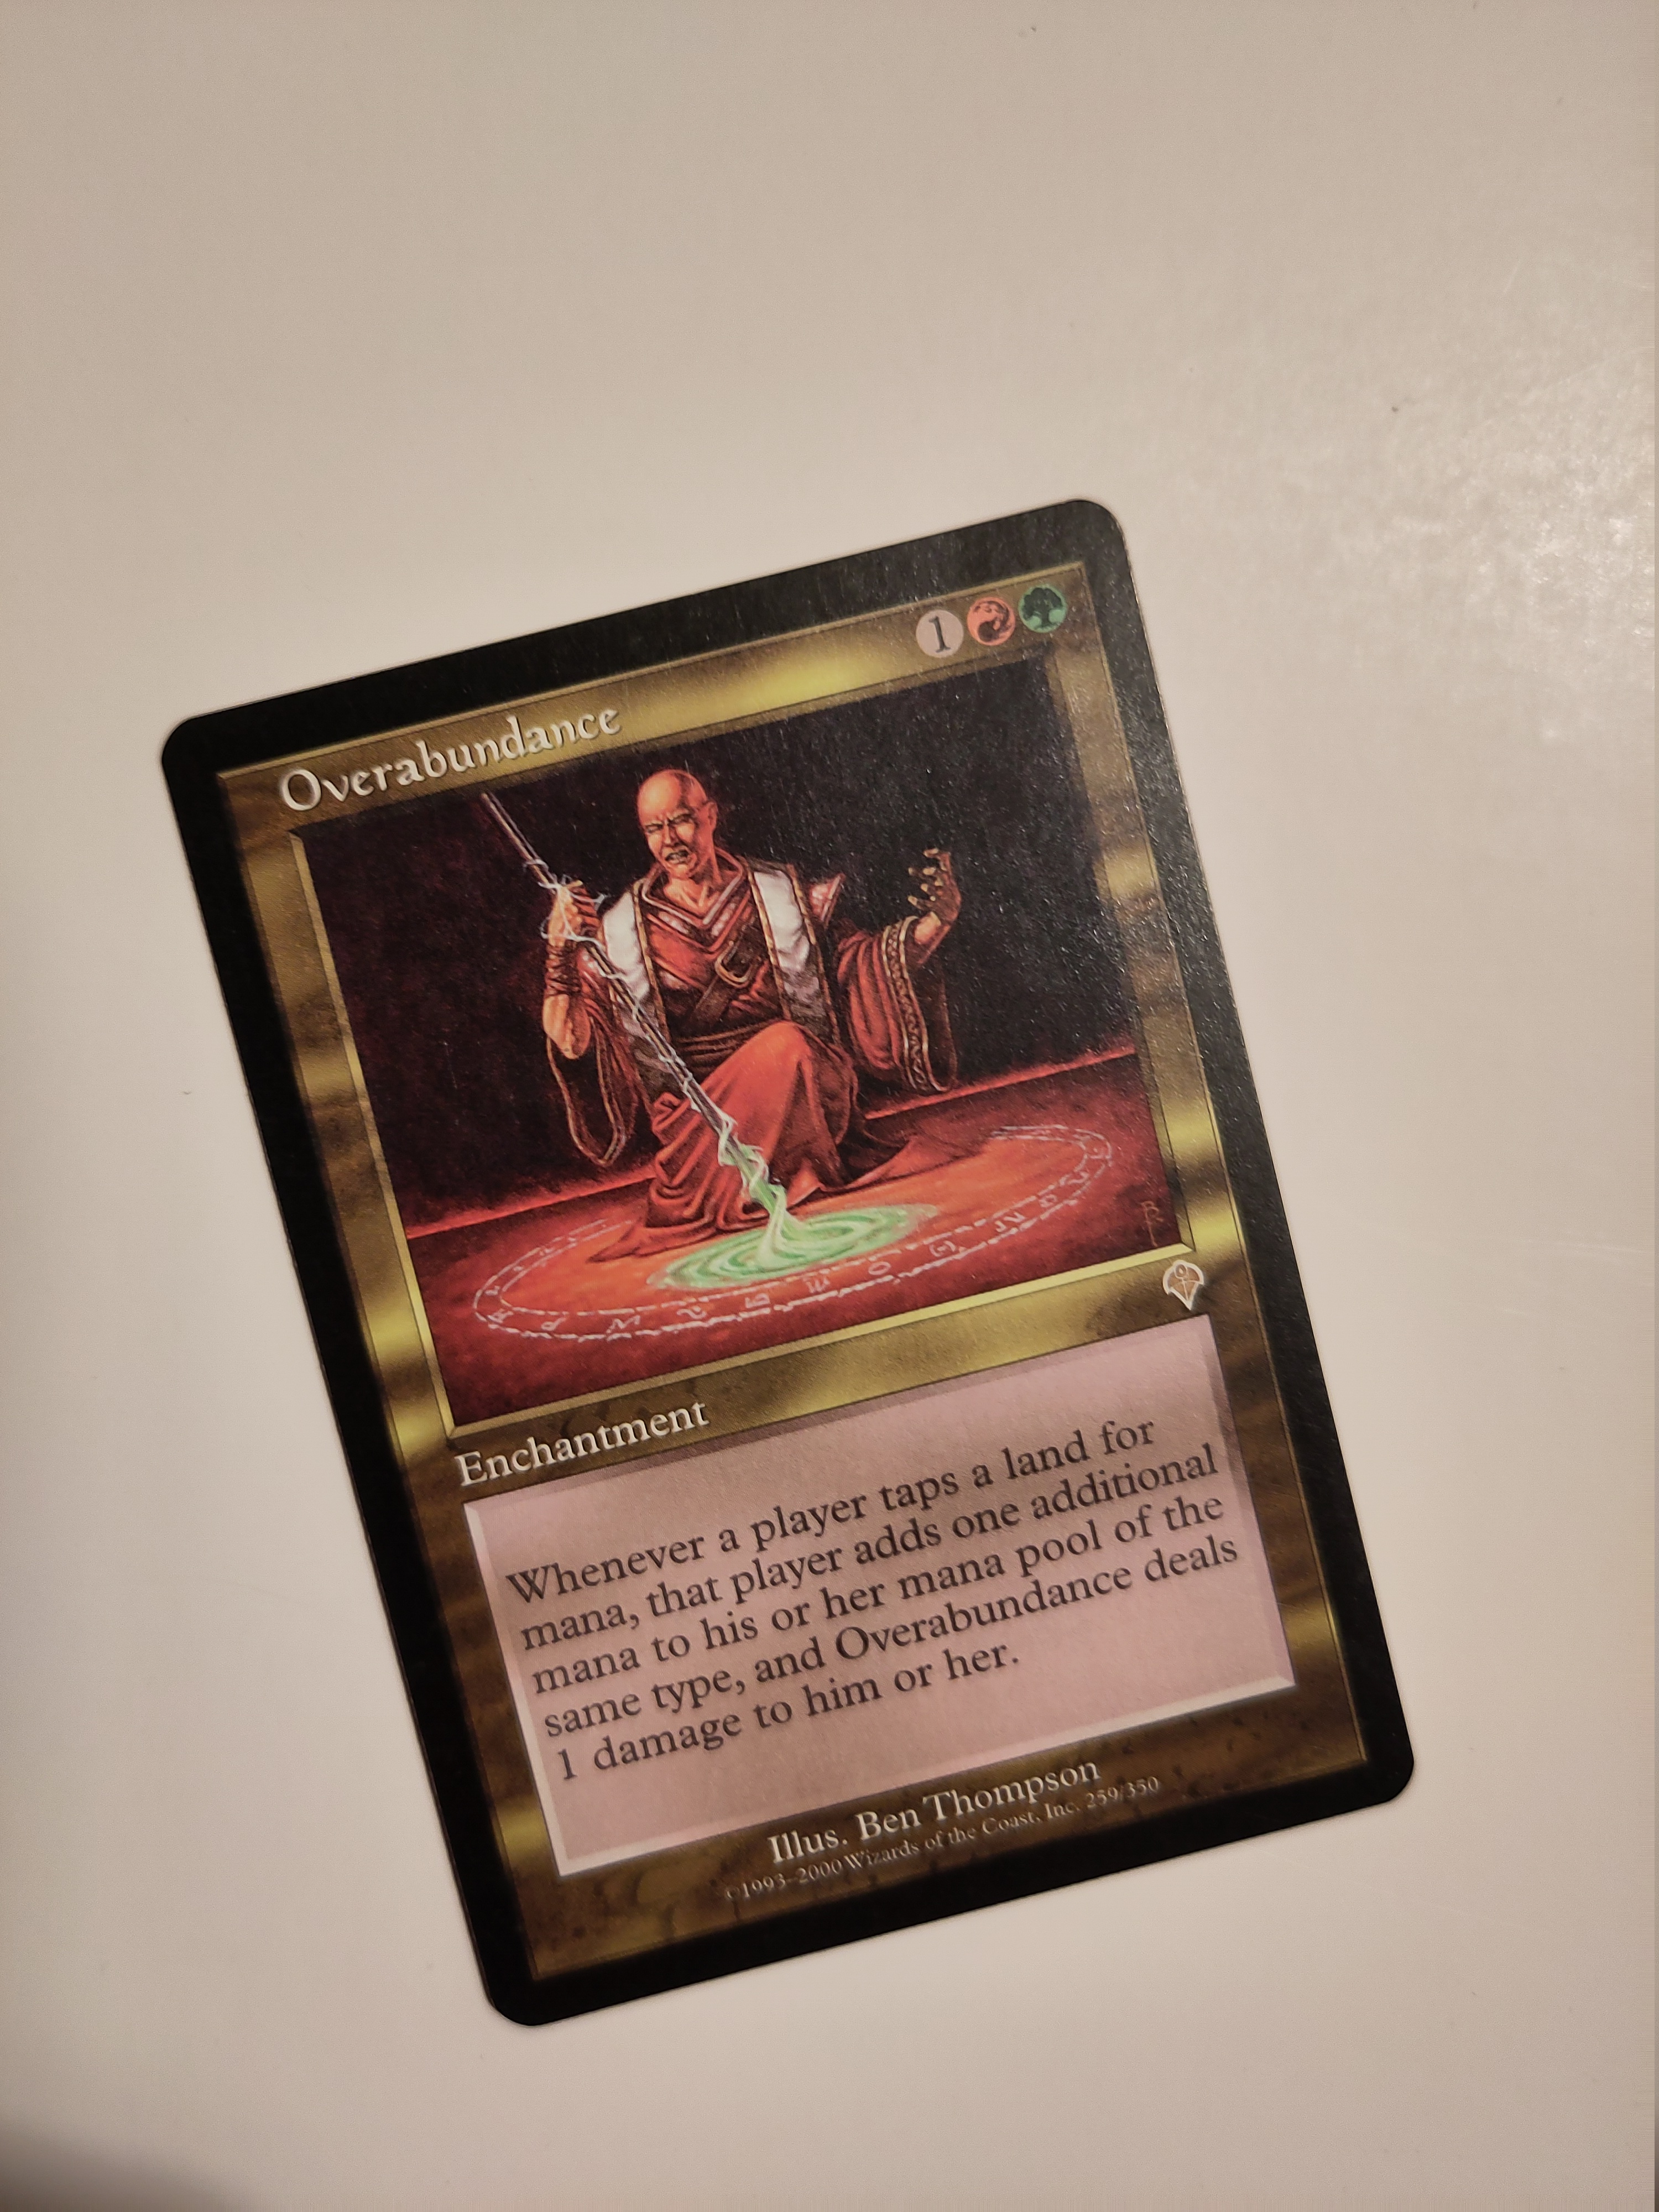 Overabundance
1
Enchantment
Whenever a player taps a land for
mana, that player adds one additional
mana to his or her mana pool of the
same type, and Overabundance deals
1 damage to him or her.
Illus. Ben Thompson
©1993–2000 Wizards of the Coast, Inc. 259/350